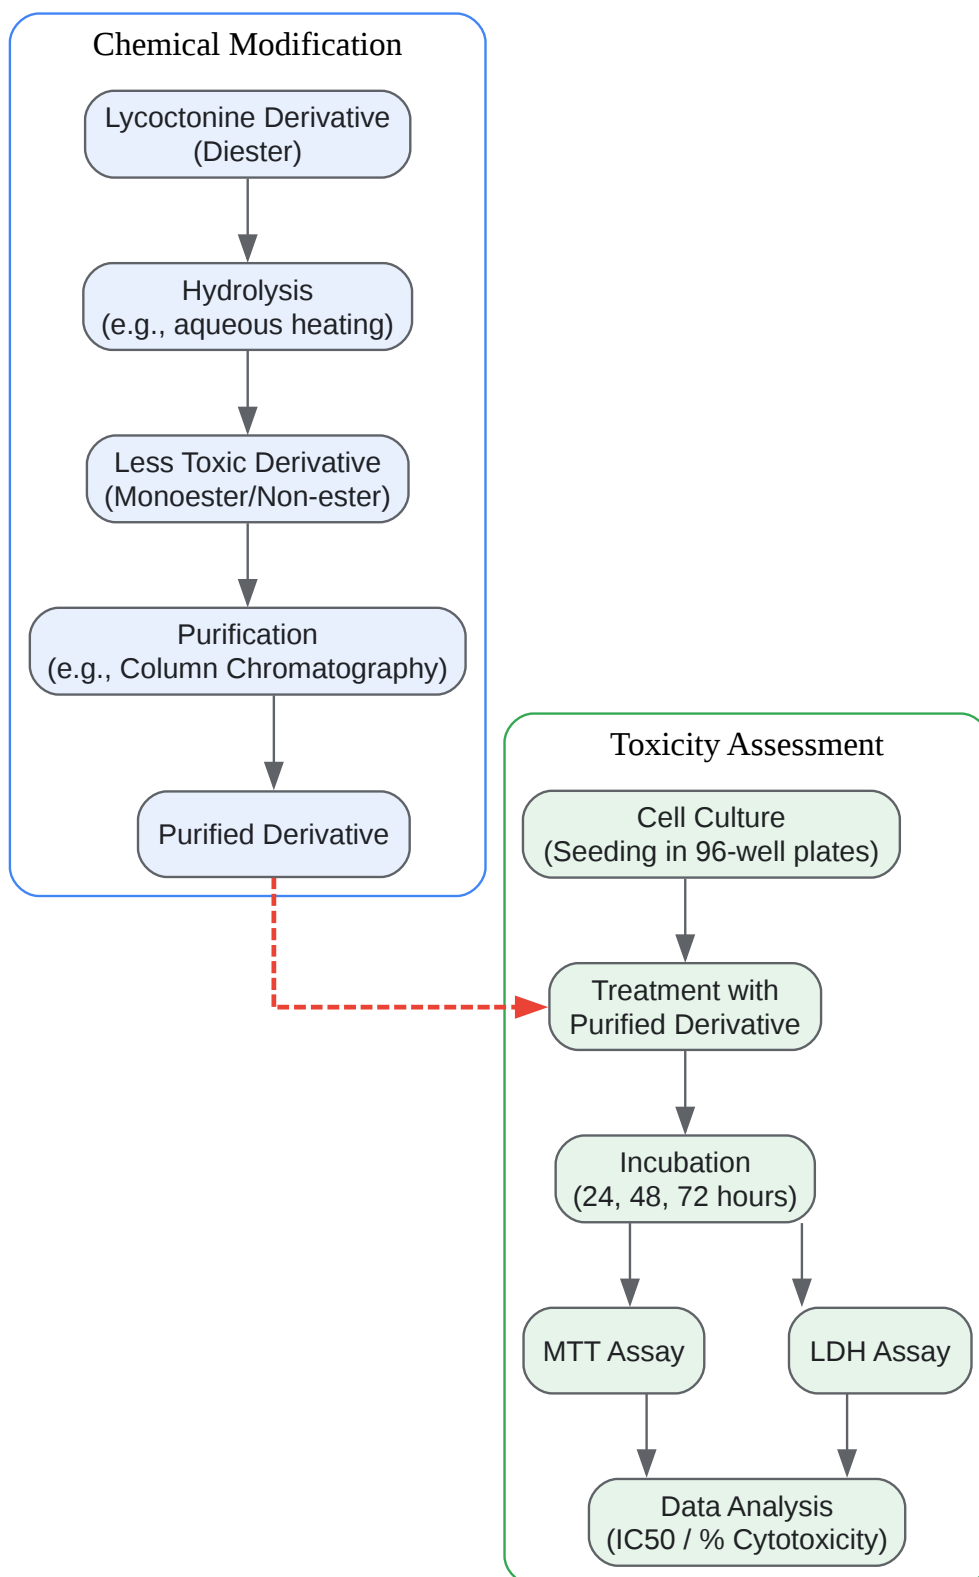 Chemical Modification
Lycoctonine Derivative
(Diester)
Hydrolysis
(e.g., aqueous heating)
Less Toxic Derivative
(Monoester/Non-ester)
Purification
(e.g., Column Chromatography)
Purified Derivative
Toxicity Assessment
Cell Culture
(Seeding in 96-well plates)
Treatment with
Purified Derivative
Incubation
(24, 48, 72 hours)
MTT Assay
LDH Assay
Data Analysis
(IC50 / % Cytotoxicity)